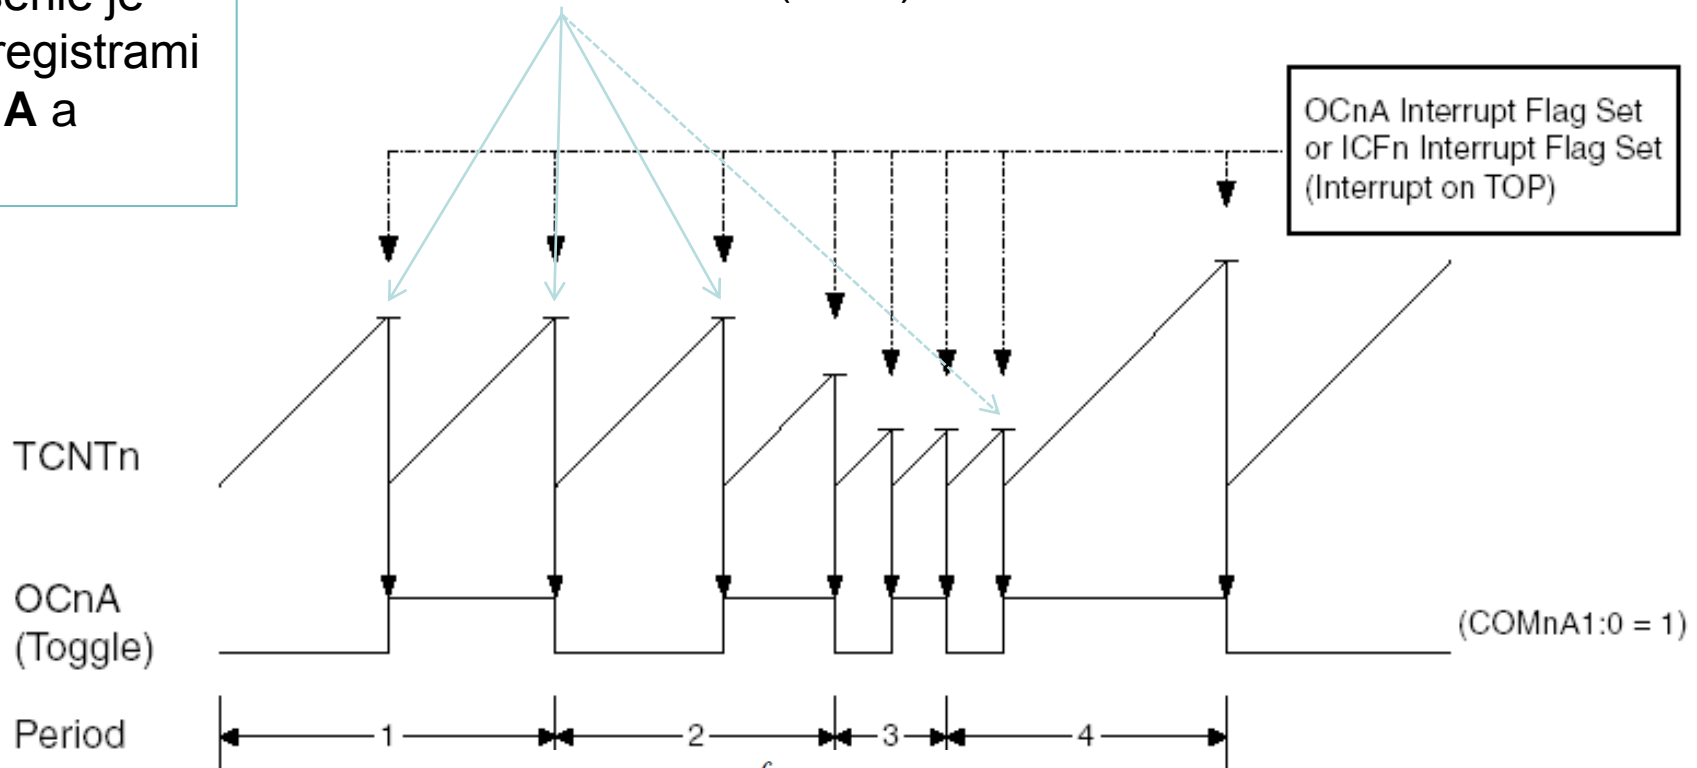 registrami
A a
OCnA Interrupt Flag Set
or ICFn Interrupt Flag Set
(Interrupt on TOP)
TCNTn
OCnA
(Toggle)
(COMnA1:0 = 1)
Period
1
2
3
4